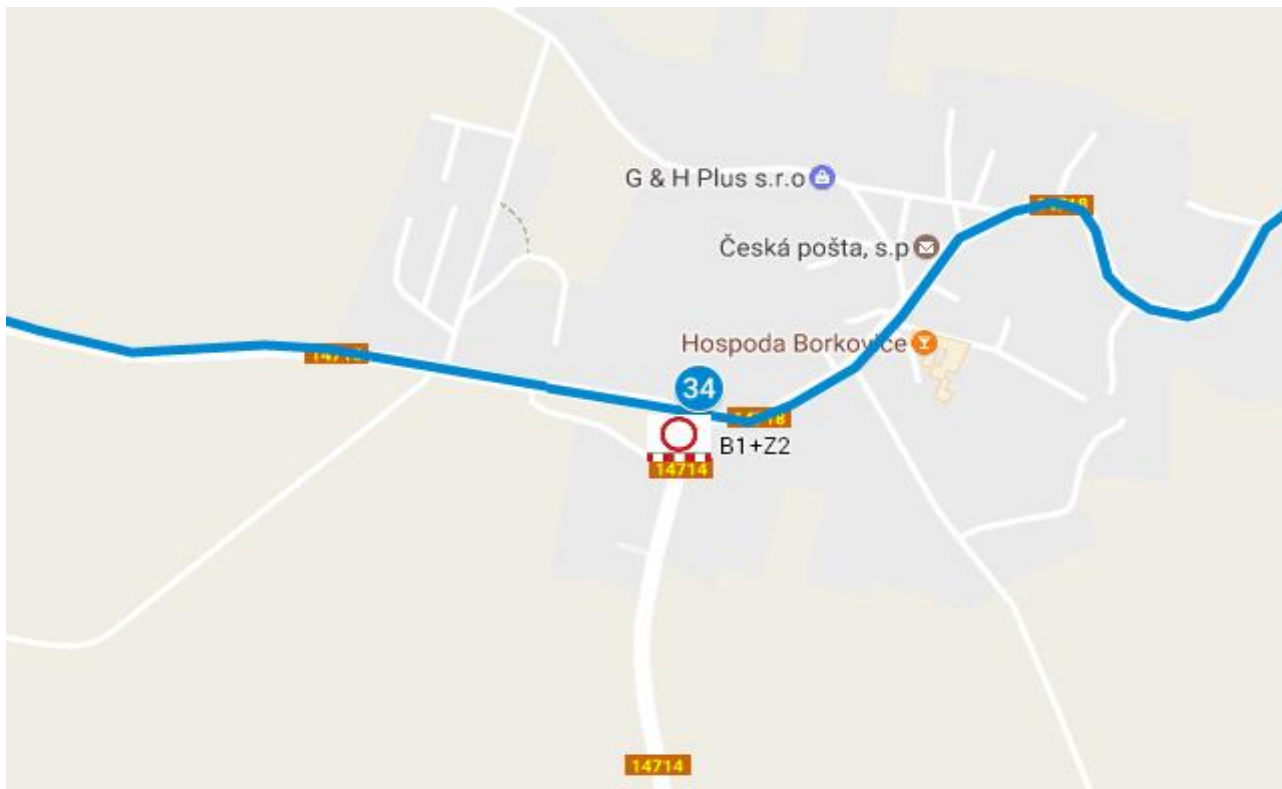 G & H Plus s.r.o
Česká pošta, s.p
Hospoda Borkovice
34
B1+Z2
14714
14714